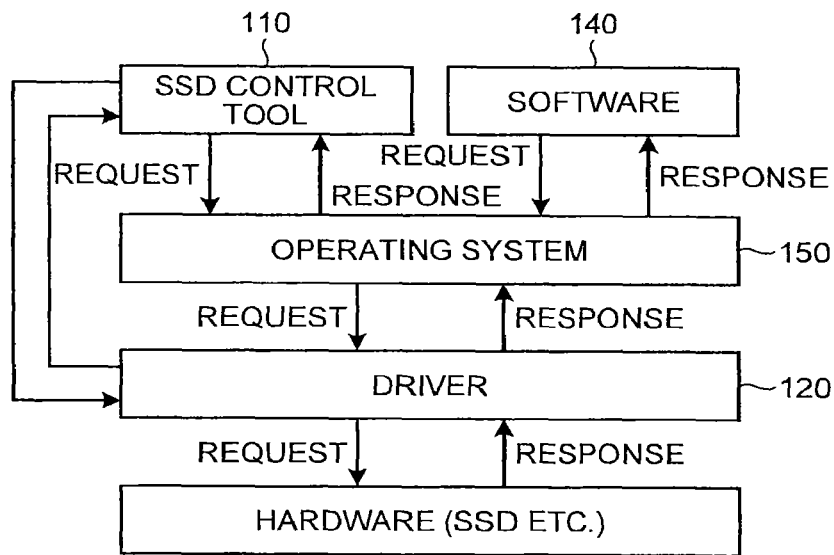 110
140
SSD CONTROL
TOOL
SOFTWARE
REQUEST
RESPONSE
REQUEST
RESPONSE
OPERATING SYSTEM
150
REQUEST
RESPONSE
DRIVER
120
REQUEST
RESPONSE
HARDWARE (SSD ETC.)